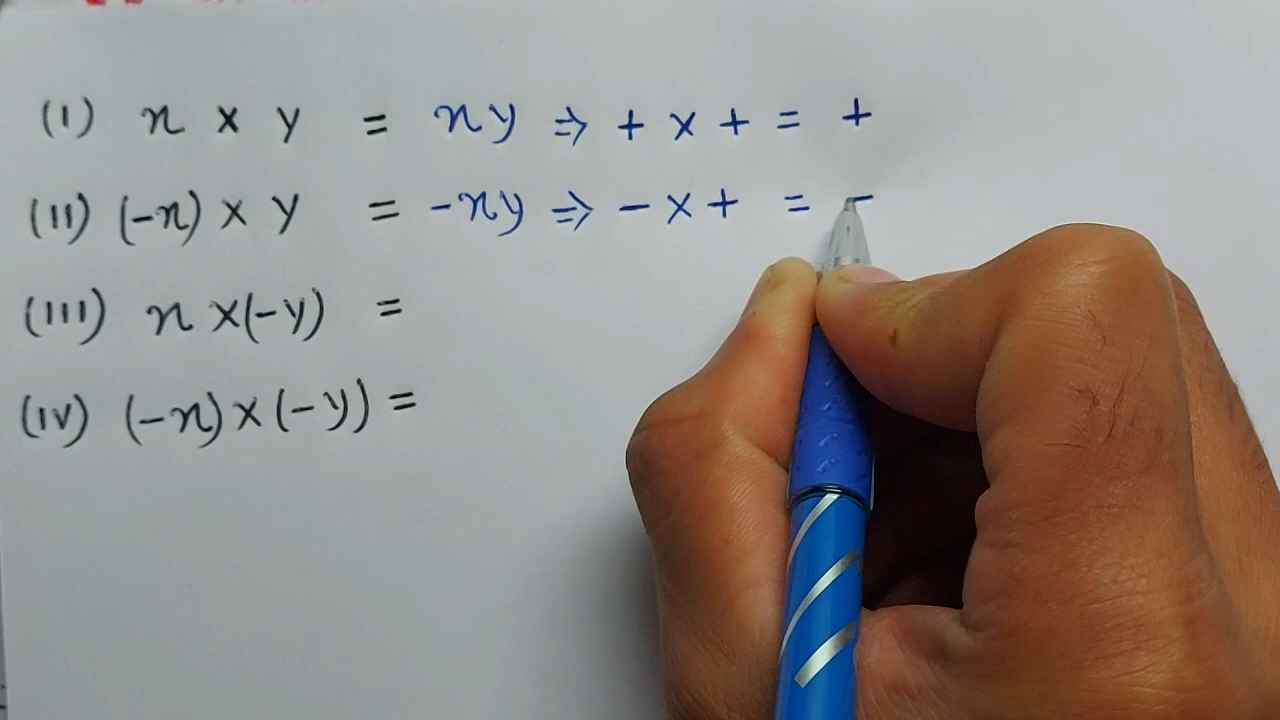 (I) x × y = xy ⇒ + × + = +
(II) (-x) × y = -xy ⇒ - × + = -
(III) x × (-y) =
(IV) (-x) × (-y) =